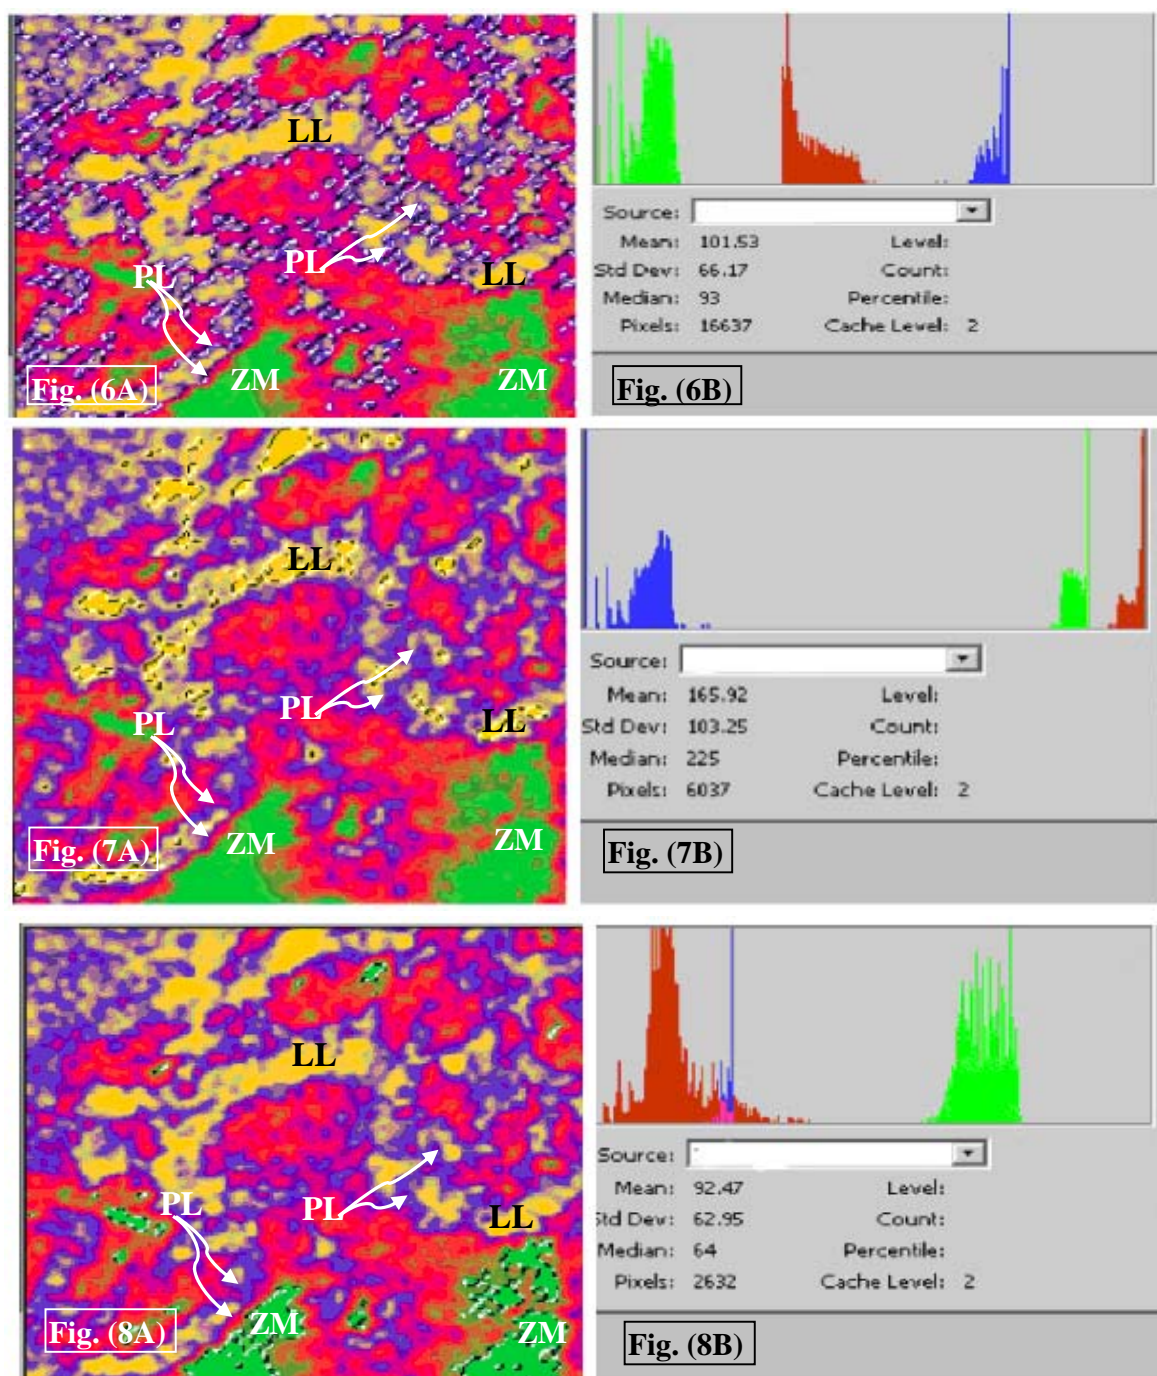 LL
PL
LL
PL
ZM
ZM
Fig. (6A)
Source:
Mean: 101.53 Level:
Std Dev: 66.17 Count:
Median: 93 Percentile:
Pixels: 16637 Cache Level: 2
Fig. (6B)
LL
PL
LL
PL
ZM
ZM
Fig. (7A)
Source:
Mean: 165.92 Level:
Std Dev: 103.25 Count:
Median: 225 Percentile:
Pixels: 6037 Cache Level: 2
Fig. (7B)
LL
PL
PL
LL
ZM
ZM
Fig. (8A)
Source:
Mean: 92.47 Level:
Std Dev: 62.95 Count:
Median: 64 Percentile:
Pixels: 2632 Cache Level: 2
Fig. (8B)